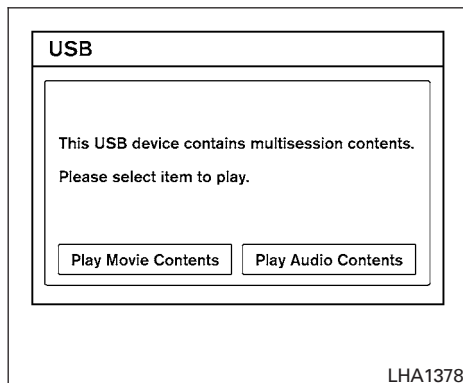 USB
This USB device contains multisession contents.
Please select item to play.
Play Movie Contents Play Audio Contents
LHA1378